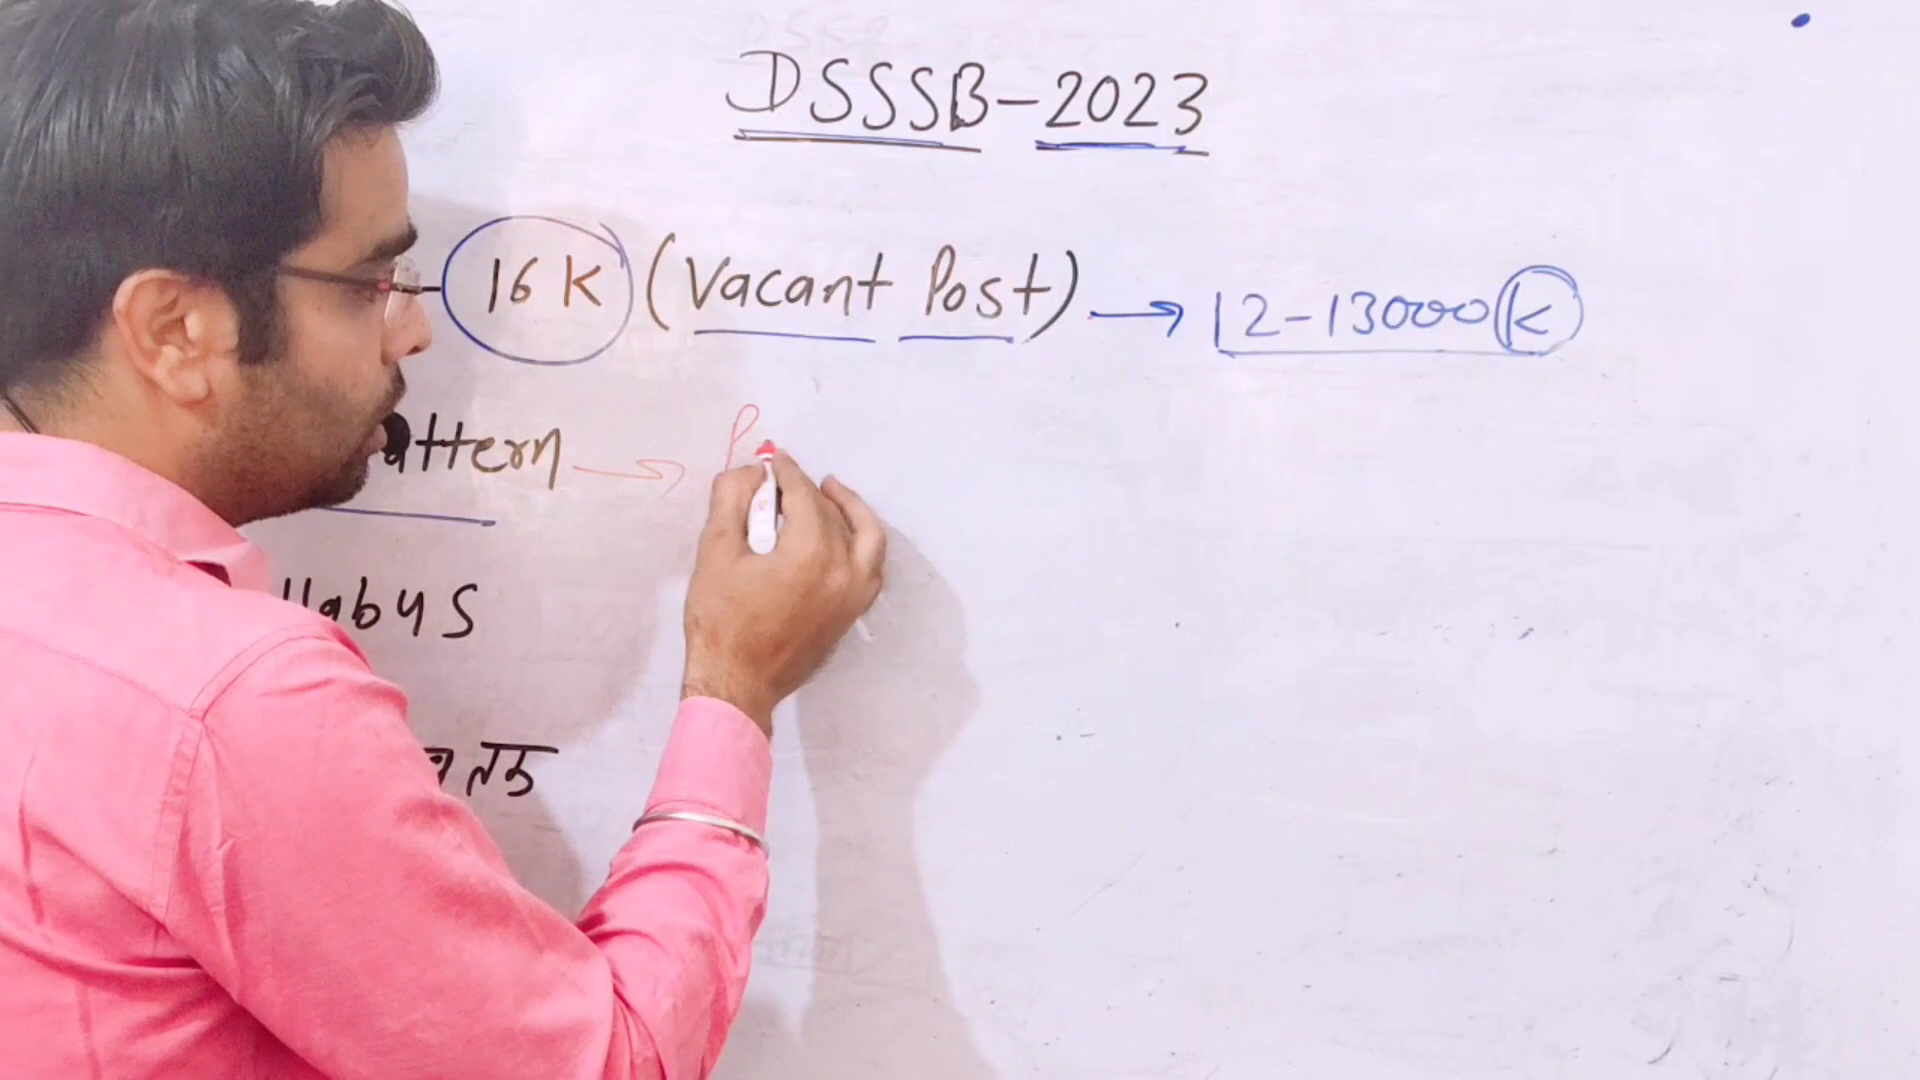 DSSSB-2023
16 K (Vacant Post) → 12-13000 K
attern → P
llabus